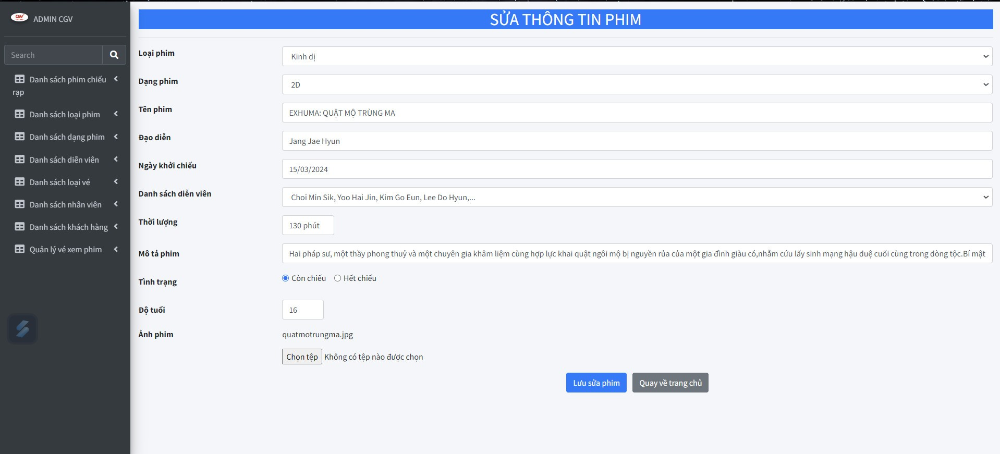 CGV
ADMIN CGV
Search
Danh sách phim chiếu
rạp
Danh sách loại phim
Danh sách dạng phim
Danh sách diễn viên
Danh sách loại vé
Danh sách nhân viên
Danh sách khách hàng
Quản lý vé xem phim
SỬA THÔNG TIN PHIM
Loại phim
Kinh dị
Dạng phim
2D
Tên phim
EXHUMA: QUẬT MỘ TRÙNG MA
Đạo diễn
Jang Jae Hyun
Ngày khởi chiếu
15/03/2024
Danh sách diễn viên
Choi Min Sik, Yoo Hai Jin, Kim Go Eun, Lee Do Hyun,...
Thời lượng
130 phút
Mô tả phim
Hai pháp sư, một thầy phong thuỷ và một chuyên gia khâm liệm cùng hợp lực khai quật ngôi mộ bị nguyền rủa của một gia đình giàu có,nhằm cứu lấy sinh mạng hậu duệ cuối cùng trong dòng tộc.Bí mật
Tình trạng
Còn chiếu Hết chiếu
Độ tuổi
16
Ảnh phim
quatmotrungma.jpg
Chọn tệp Không có tệp nào được chọn
Lưu sửa phim Quay về trang chủ